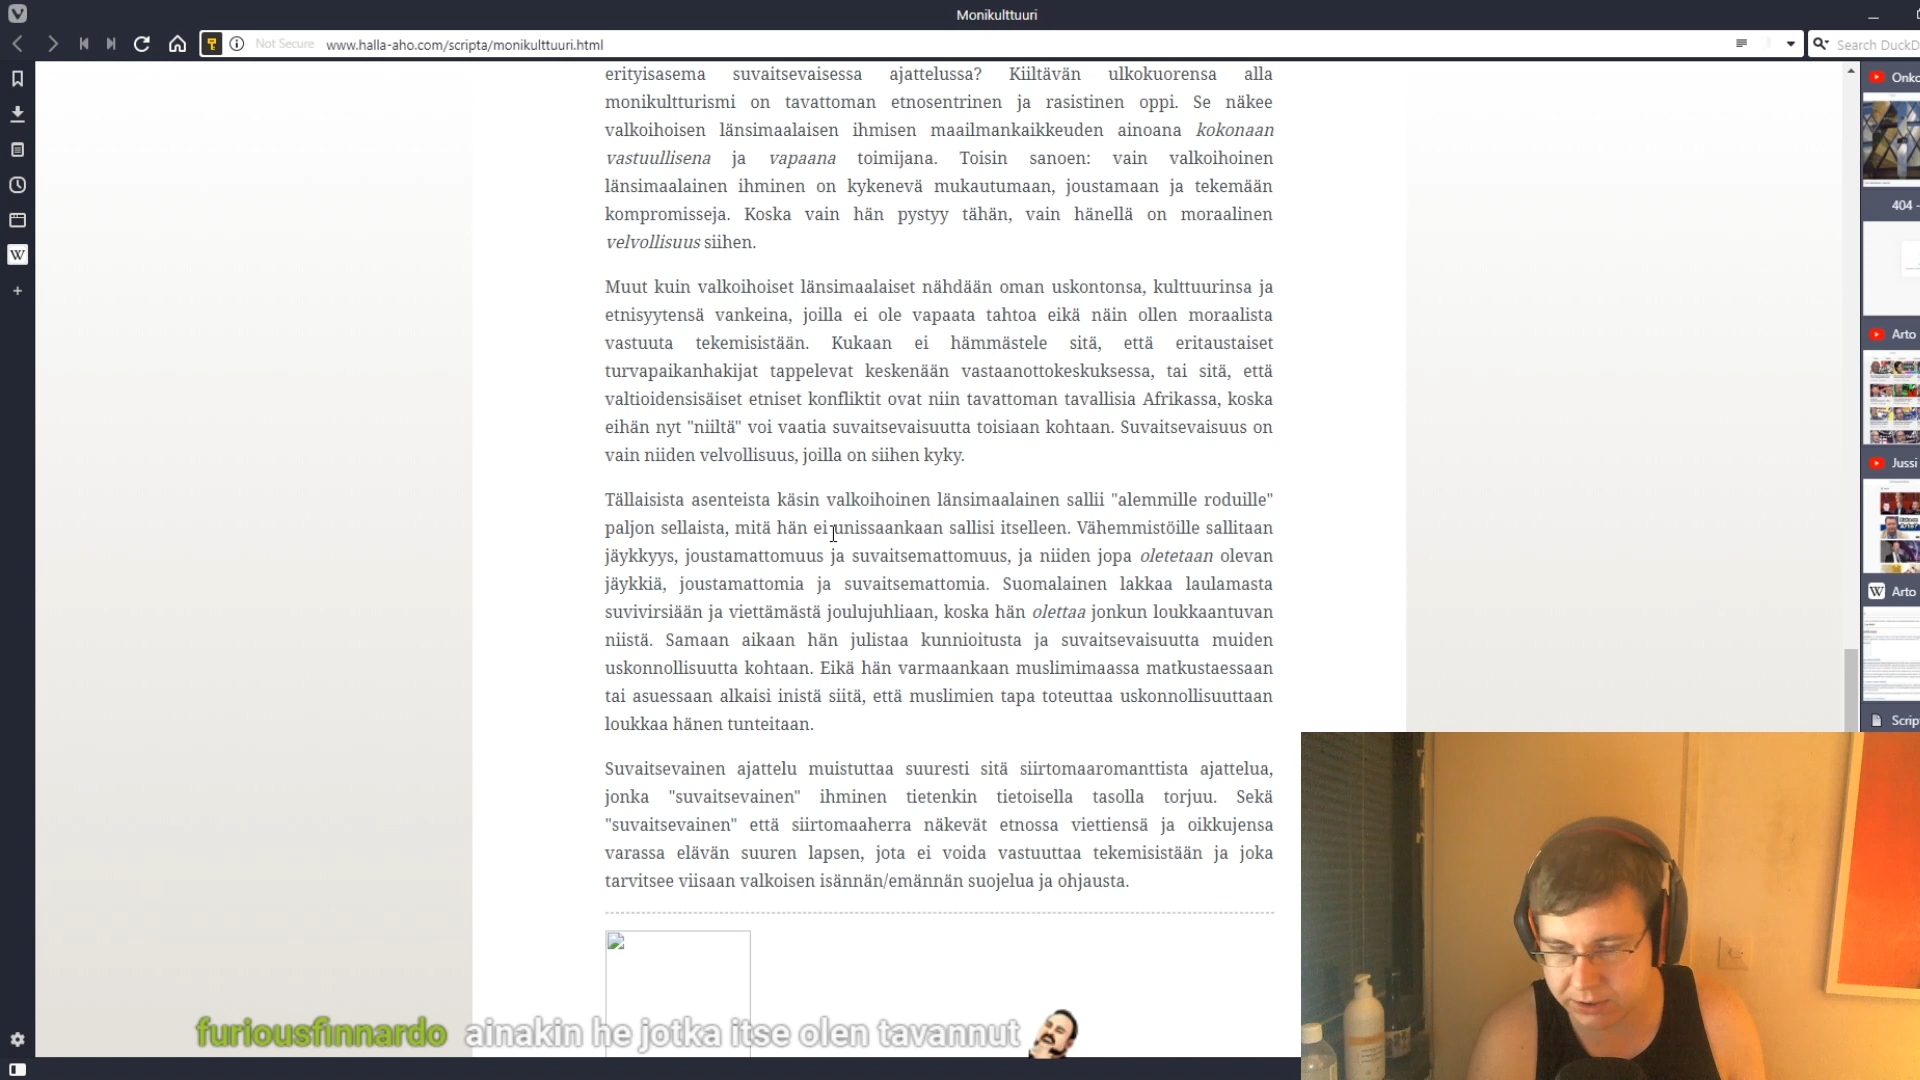 Monikulttuuri
Not Secure www.halla-aho.com/scripta/monikulttuuri.html
Search DuckD
erityisasema suvaitsevaisessa ajattelussa? Kiiltävän ulkokuorensa alla
monikultturismi on tavattoman etnosentrinen ja rasistinen oppi. Se näkee
valkoihoisen länsimaalaisen ihmisen maailmankaikkeuden ainoana kokonaan
vastuullisena ja vapaana toimijana. Toisin sanoen: vain valkoihoinen
länsimaalainen ihminen on kykenevä mukautumaan, joustamaan ja tekemään
kompromisseja. Koska vain hän pystyy tähän, vain hänellä on moraalinen
velvollisuus siihen.
Muut kuin valkoihoiset länsimaalaiset nähdään oman uskontonsa, kulttuurinsa ja
etnisyytensä vankeina, joilla ei ole vapaata tahtoa eikä näin ollen moraalista
vastuuta tekemisistään. Kukaan ei hämmästele sitä, että eritaustaiset
turvapaikanhakijat tappelevat keskenään vastaanottokeskuksessa, tai sitä, että
valtioidensisäiset etniset konfliktit ovat niin tavattoman tavallisia Afrikassa, koska
eihän nyt "niiltä" voi vaatia suvaitsevaisuutta toisiaan kohtaan. Suvaitsevaisuus on
vain niiden velvollisuus, joilla on siihen kyky.
Tällaisista asenteista käsin valkoihoinen länsimaalainen sallii "alemmille roduille"
paljon sellaista, mitä hän ei unissaankaan sallisi itselleen. Vähemmistöille sallitaan
jäykkyys, joustamattomuus ja suvaitsemattomuus, ja niiden jopa oletetaan olevan
jäykkiä, joustamattomia ja suvaitsemattomia. Suomalainen lakkaa laulamasta
suvivirsiään ja viettämästä joulujuhliaan, koska hän olettaa jonkun loukkaantuvan
niistä. Samaan aikaan hän julistaa kunnioitusta ja suvaitsevaisuutta muiden
uskonnollisuutta kohtaan. Eikä hän varmaankaan muslimimaassa matkustaessaan
tai asuessaan alkaisi inistä siitä, että muslimien tapa toteuttaa uskonnollisuuttaan
loukkaa hänen tunteitaan.
Suvaitsevainen ajattelu muistuttaa suuresti sitä siirtomaaromanttista ajattelua,
jonka "suvaitsevainen" ihminen tietenkin tietoisella tasolla torjuu. Sekä
"suvaitsevainen" että siirtomaaherra näkevät etnossa viettiensä ja oikkujensa
varassa elävän suuren lapsen, jota ei voida vastuuttaa tekemisistään ja joka
tarvitsee viisaan valkoisen isännän/emännän suojelua ja ohjausta.
furiousfinnardo ainakin he jotka itse olen tavannut
W
Onko
404 -
Arto
Jussi
W Arto
Scrip